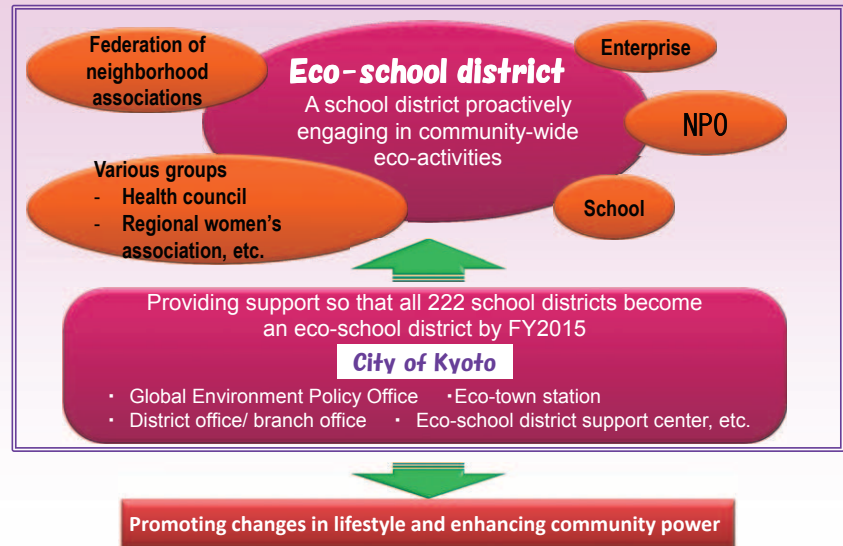 Federation of
neighborhood
associations
Eco-school district
A school district proactively
engaging in community-wide
eco-activities
Enterprise
NPO
School
Various groups
- Health council
- Regional women's
association, etc.
Providing support so that all 222 school districts become
an eco-school district by FY2015
City of Kyoto
・ Global Environment Policy Office ・Eco-town station
・ District office/ branch office ・ Eco-school district support center, etc.
Promoting changes in lifestyle and enhancing community power